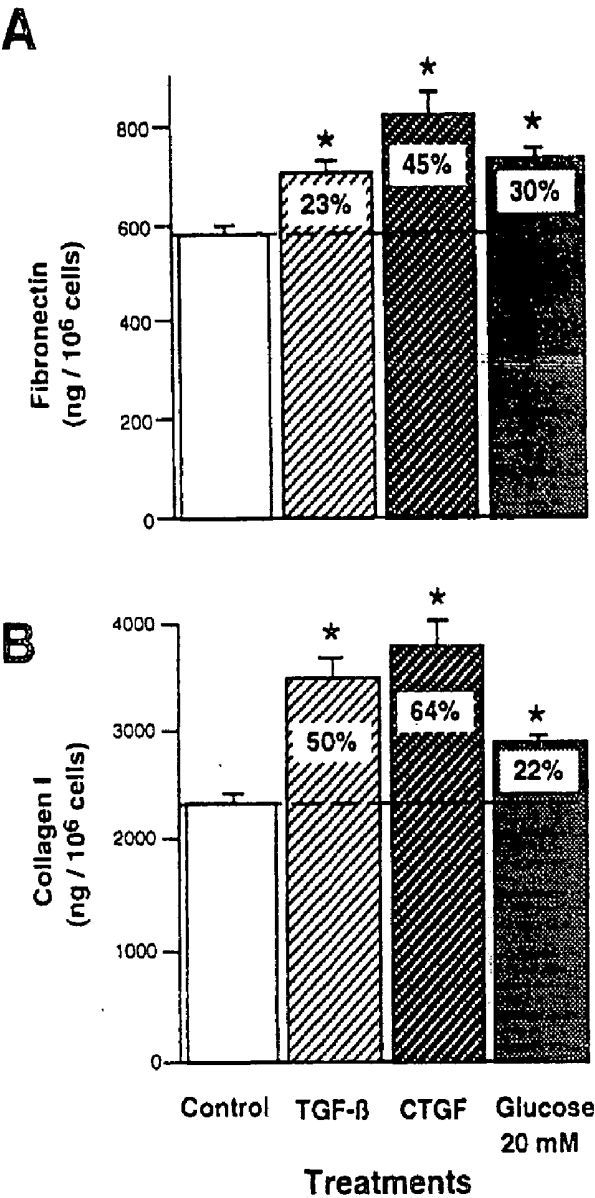 A
★
★
★
800
600
400
200
0
23%
45%
30%
Fibronectin
(ng / 10⁶ cells)
B
★
★
★
4000
3000
2000
1000
0
50%
64%
22%
Collagen I
(ng / 10⁶ cells)
Control TGF-ß CTGF Glucose
20 mM
Treatments